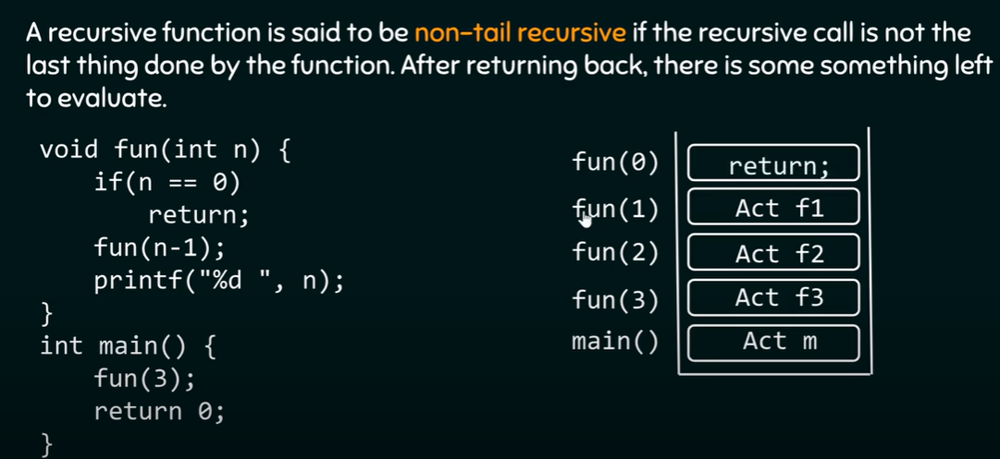 A recursive function is said to be non-tail recursive if the recursive call is not the
last thing done by the function. After returning back, there is some something left
to evaluate.
void fun(int n) {
    if(n == 0)
        return;
    fun(n-1);
    printf("%d ", n);
}
int main() {
    fun(3);
    return 0;
}
fun(0) return;
fun(1) Act f1
fun(2) Act f2
fun(3) Act f3
main() Act m